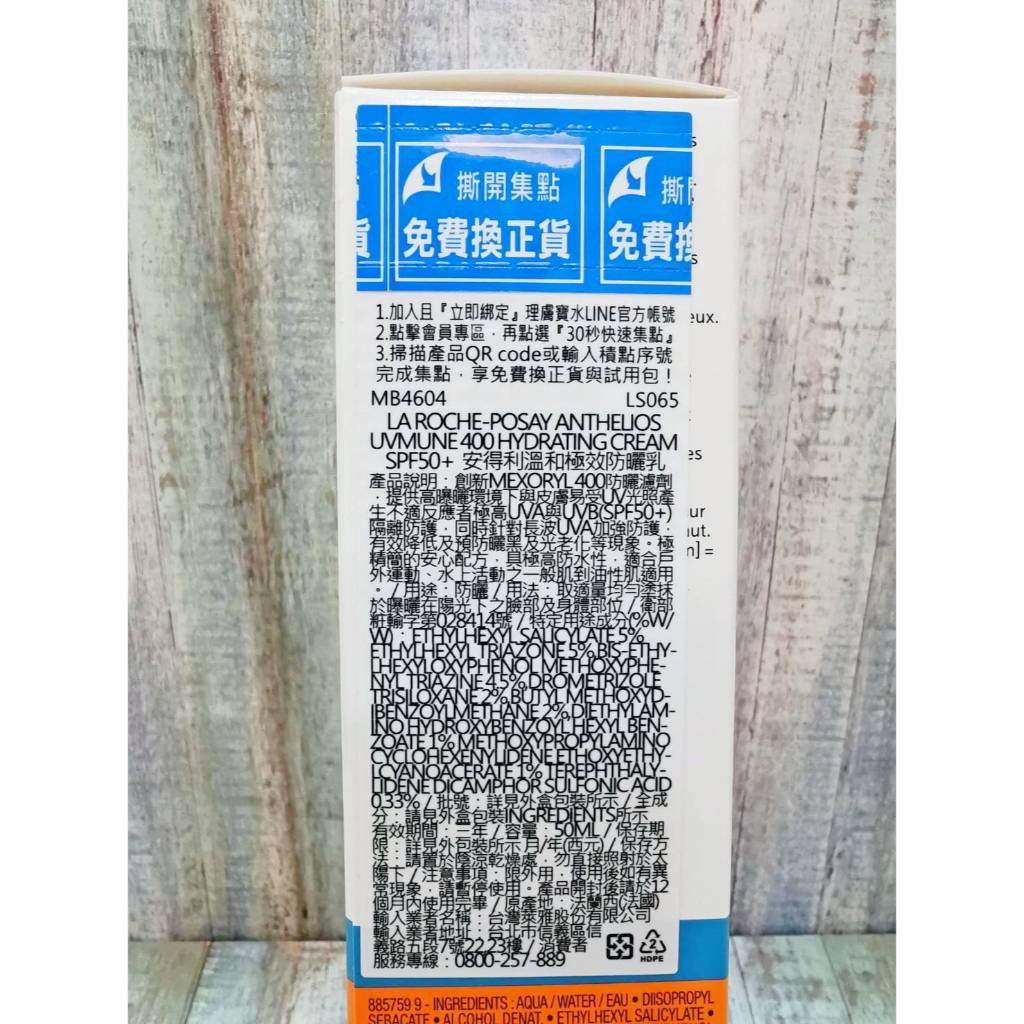 撕開集點
免費換正貨
撕
貨
免費換
1.加入且『立即綁定』理膚寶水LINE官方帳號
2.點擊會員專區，再點選『30秒快速集點』
3.掃描產品QR code或輸入積點序號
完成集點，享免費換正貨與試用包！
MB4604 LS065
LA ROCHE-POSAY ANTHELIOS
UVMUNE 400 HYDRATING CREAM
SPF50+ 安得利溫和極效防曬乳
產品說明：創新MEXORYL 400防曬濾劑
，提供高曝曬環境下與皮膚易受UV光照產
生不適反應者極高UVA與UVB(SPF50+)
隔離防護，同時針對長波UVA加強防護，
有效降低及預防曬黑及光老化等現象。極
精簡的安心配方，具極高防水性，適合戶
外運動、水上活動之一般肌到油性肌適用
。/ 用途：防曬 / 用法：取適量均勻塗抹
於曝曬在陽光下之臉部及身體部位 / 衛部
粧輸字第028414號 / 特定用途成分(%W/
W)：ETHYLHEXYL SALICYLATE 5%,
ETHYLHEXYL TRIAZONE 5%,BIS-ETHY-
LHEXYLOXYPHENOL METHOXYPHE-
NYL TRIAZINE 4.5%,DROMETRIZOLE
TRISILOXANE 2%,BUTYL METHOXYD-
IBENZOYLMETHANE 2%,DIETHYLAM-
INO HYDROXYBENZOYL HEXYL BEN-
ZOATE 1%, METHOXYPROPYLAMINO
CYCLOHEXENYLIDENE ETHOXYETHY-
LCYANOACERATE 1%,TEREPHTHALY-
LIDENE DICAMPHOR SULFONIC ACID
0.33% / 批號：詳見外盒包裝所示 / 全成
分：請見外盒包裝INGREDIENTS所示
有效期間：三年 / 容量：50ML / 保存期
限：詳見外包裝所示 月/年(西元) / 保存方
法：請置於陰涼乾燥處，勿直接照射於太
陽下 / 注意事項：限外用，使用後如有異
常現象，請暫停使用。產品開封後請於12
個月內使用完畢 / 原產地：法蘭西(法國)
輸入業者名稱：台灣萊雅股份有限公司
輸入業者地址：台北市信義區信
義路五段7號22,23樓 / 消費者
服務專線：0800-257-889
2
HDPE
eux.
es
ur
ut.
n] =
885759 9 - INGREDIENTS : AQUA / WATER / EAU • DIISOPROPYL
SEBACATE • ALCOHOL DENAT. • ETHYLHEXYL SALICYLATE •